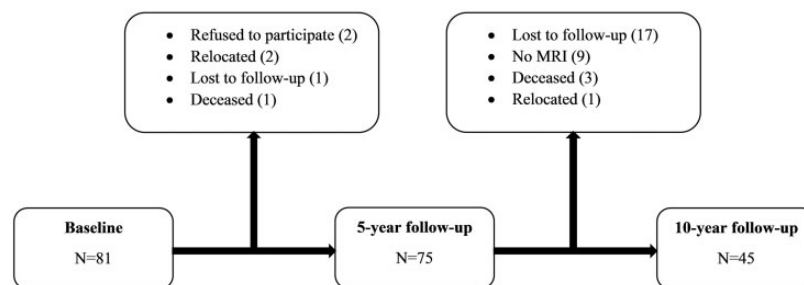 • Refused to participate (2)
• Relocated (2)
• Lost to follow-up (1)
• Deceased (1)
• Lost to follow-up (17)
• No MRI (9)
• Deceased (3)
• Relocated (1)
Baseline
N=81
5-year follow-up
N=75
10-year follow-up
N=45